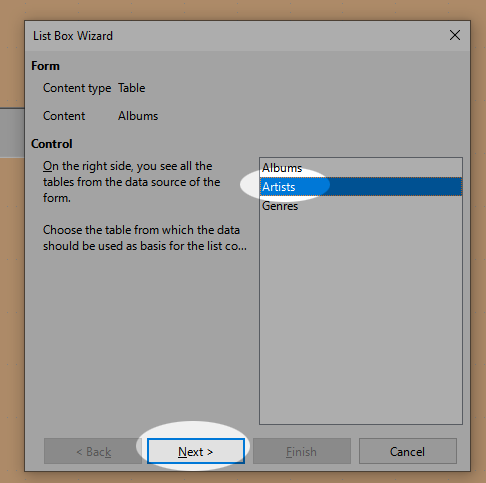 List Box Wizard
Form
Content type Table
Content Albums
Control
On the right side, you see all the
tables from the data source of the
form.
Choose the table from which the data
should be used as basis for the list co...
Albums
Artists
Genres
< Back
Next >
Finish
Cancel